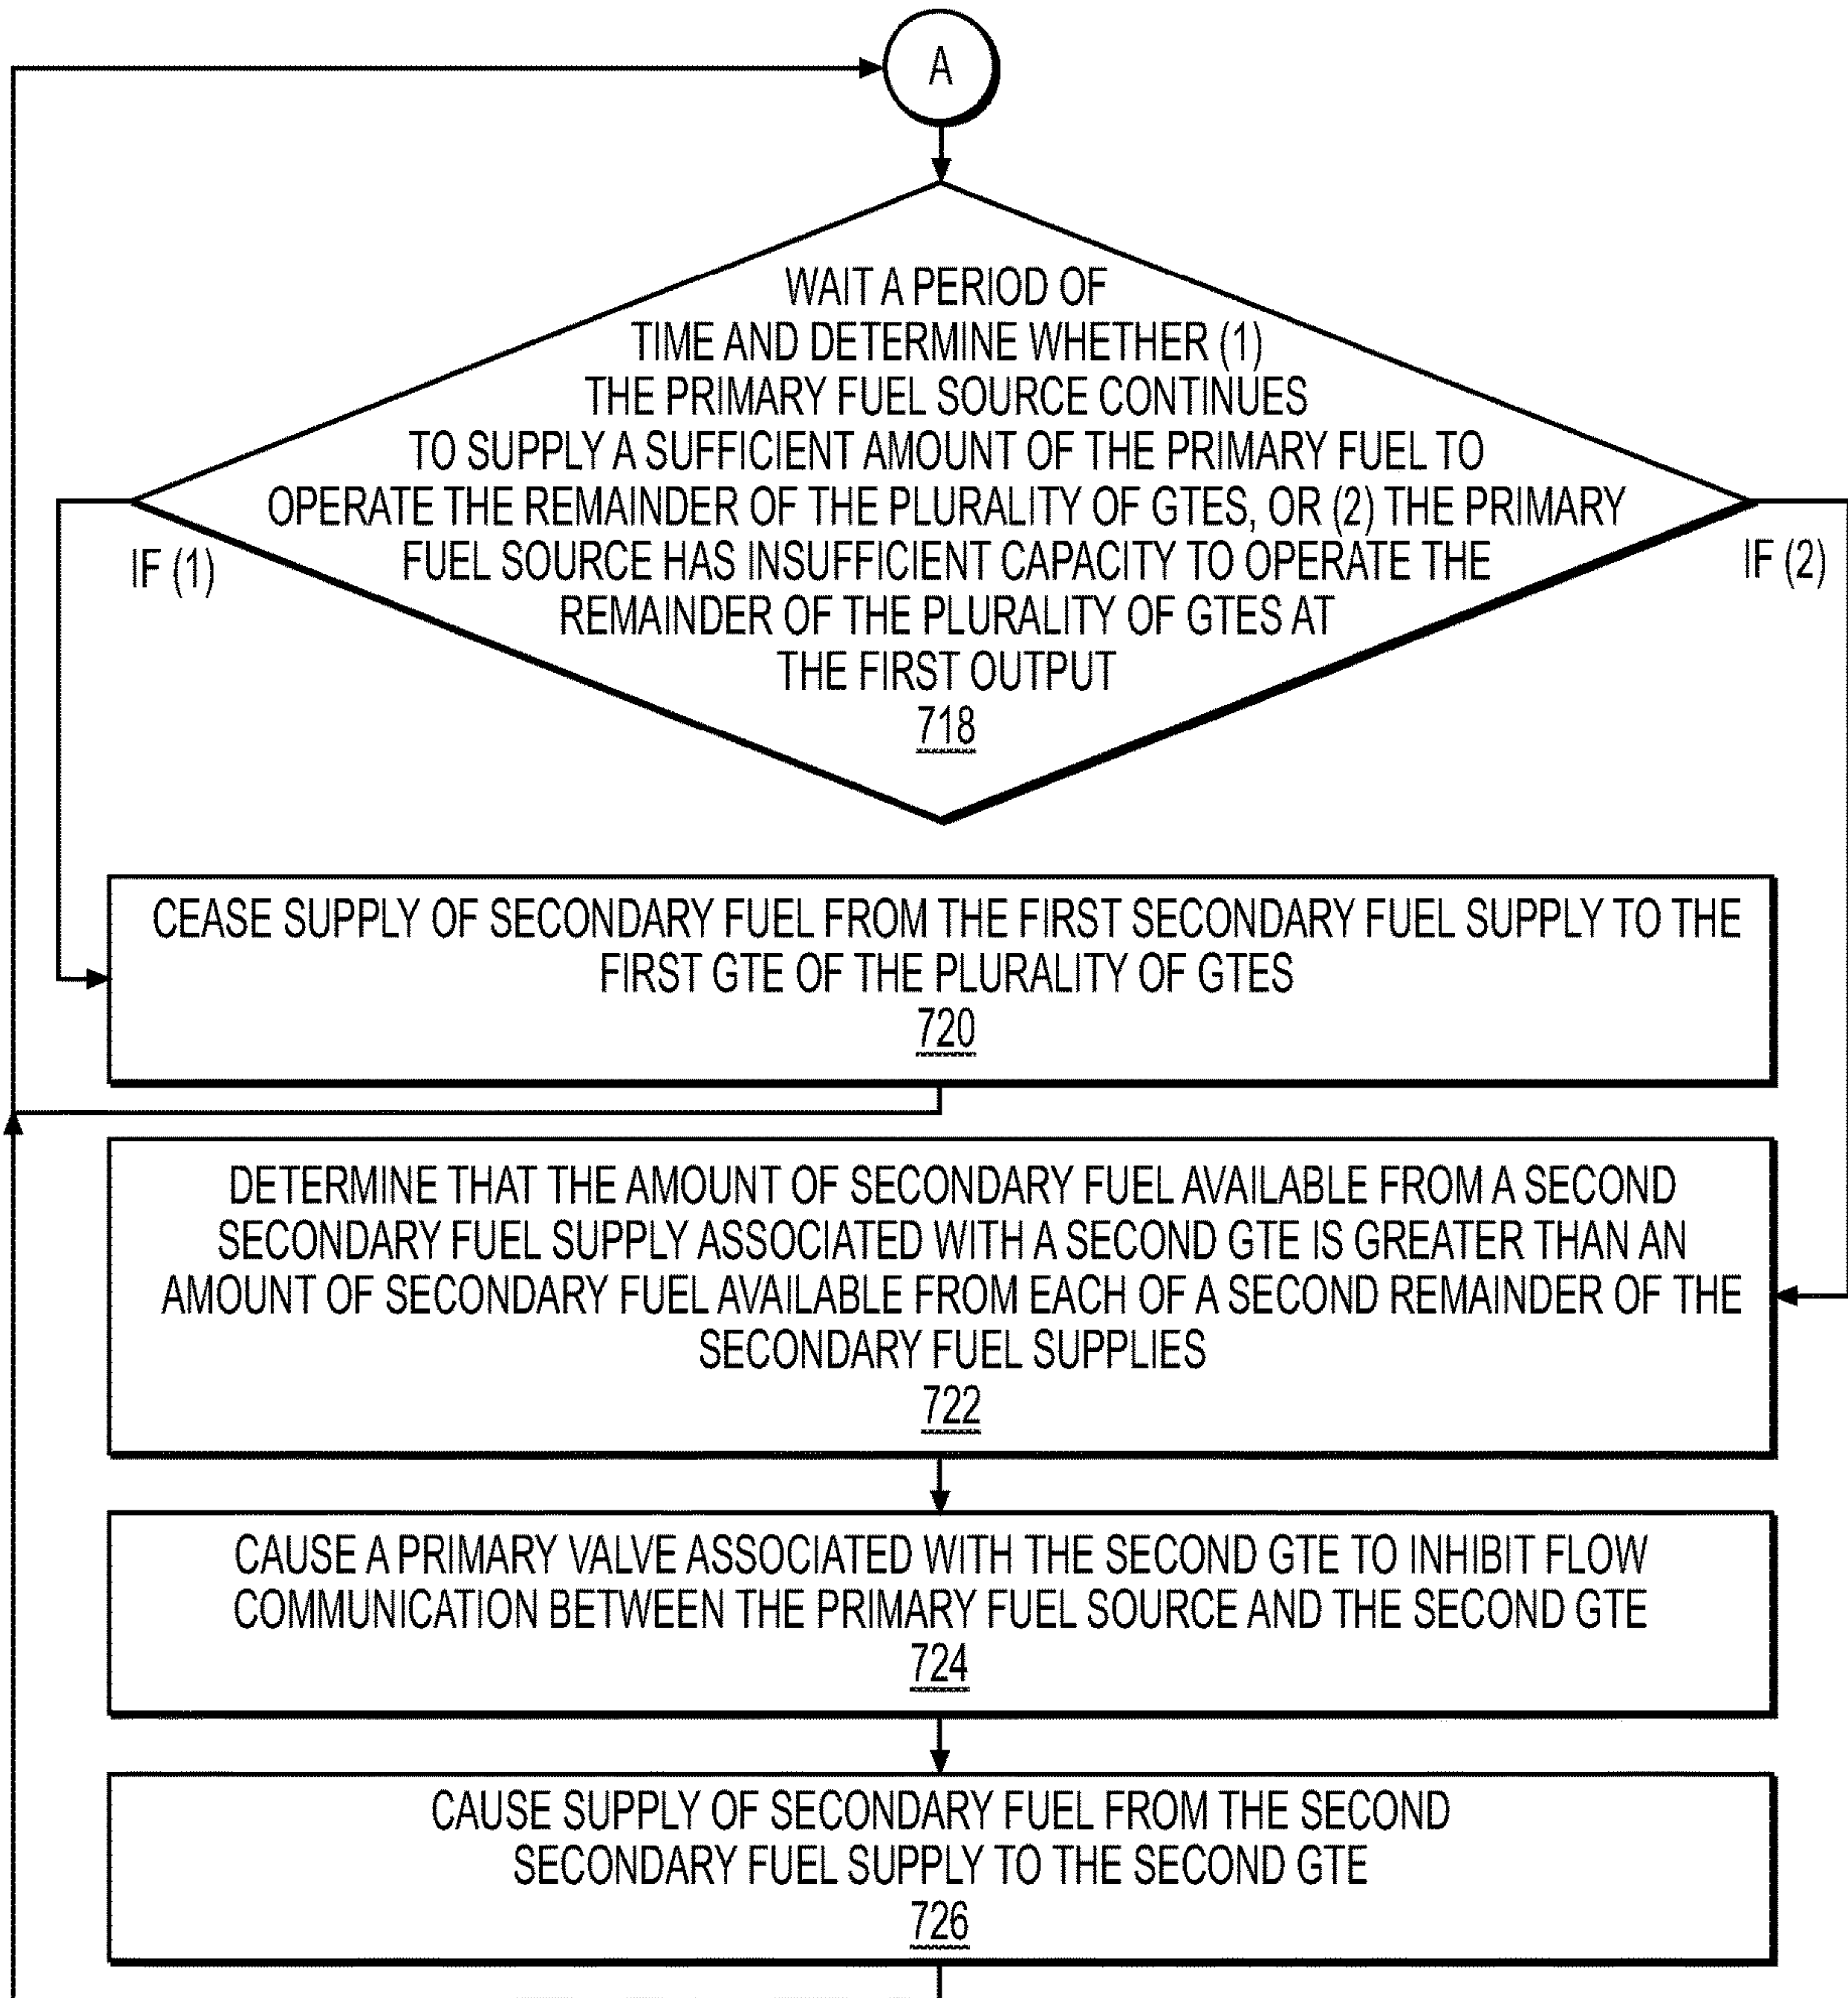 A
WAIT A PERIOD OF
TIME AND DETERMINE WHETHER (1)
THE PRIMARY FUEL SOURCE CONTINUES
TO SUPPLY A SUFFICIENT AMOUNT OF THE PRIMARY FUEL TO
OPERATE THE REMAINDER OF THE PLURALITY OF GTES, OR (2) THE PRIMARY
FUEL SOURCE HAS INSUFFICIENT CAPACITY TO OPERATE THE
REMAINDER OF THE PLURALITY OF GTES AT
THE FIRST OUTPUT
718
IF (1)
IF (2)
CEASE SUPPLY OF SECONDARY FUEL FROM THE FIRST SECONDARY FUEL SUPPLY TO THE
FIRST GTE OF THE PLURALITY OF GTES
720
DETERMINE THAT THE AMOUNT OF SECONDARY FUEL AVAILABLE FROM A SECOND
SECONDARY FUEL SUPPLY ASSOCIATED WITH A SECOND GTE IS GREATER THAN AN
AMOUNT OF SECONDARY FUEL AVAILABLE FROM EACH OF A SECOND REMAINDER OF THE
SECONDARY FUEL SUPPLIES
722
CAUSE A PRIMARY VALVE ASSOCIATED WITH THE SECOND GTE TO INHIBIT FLOW
COMMUNICATION BETWEEN THE PRIMARY FUEL SOURCE AND THE SECOND GTE
724
CAUSE SUPPLY OF SECONDARY FUEL FROM THE SECOND
SECONDARY FUEL SUPPLY TO THE SECOND GTE
726